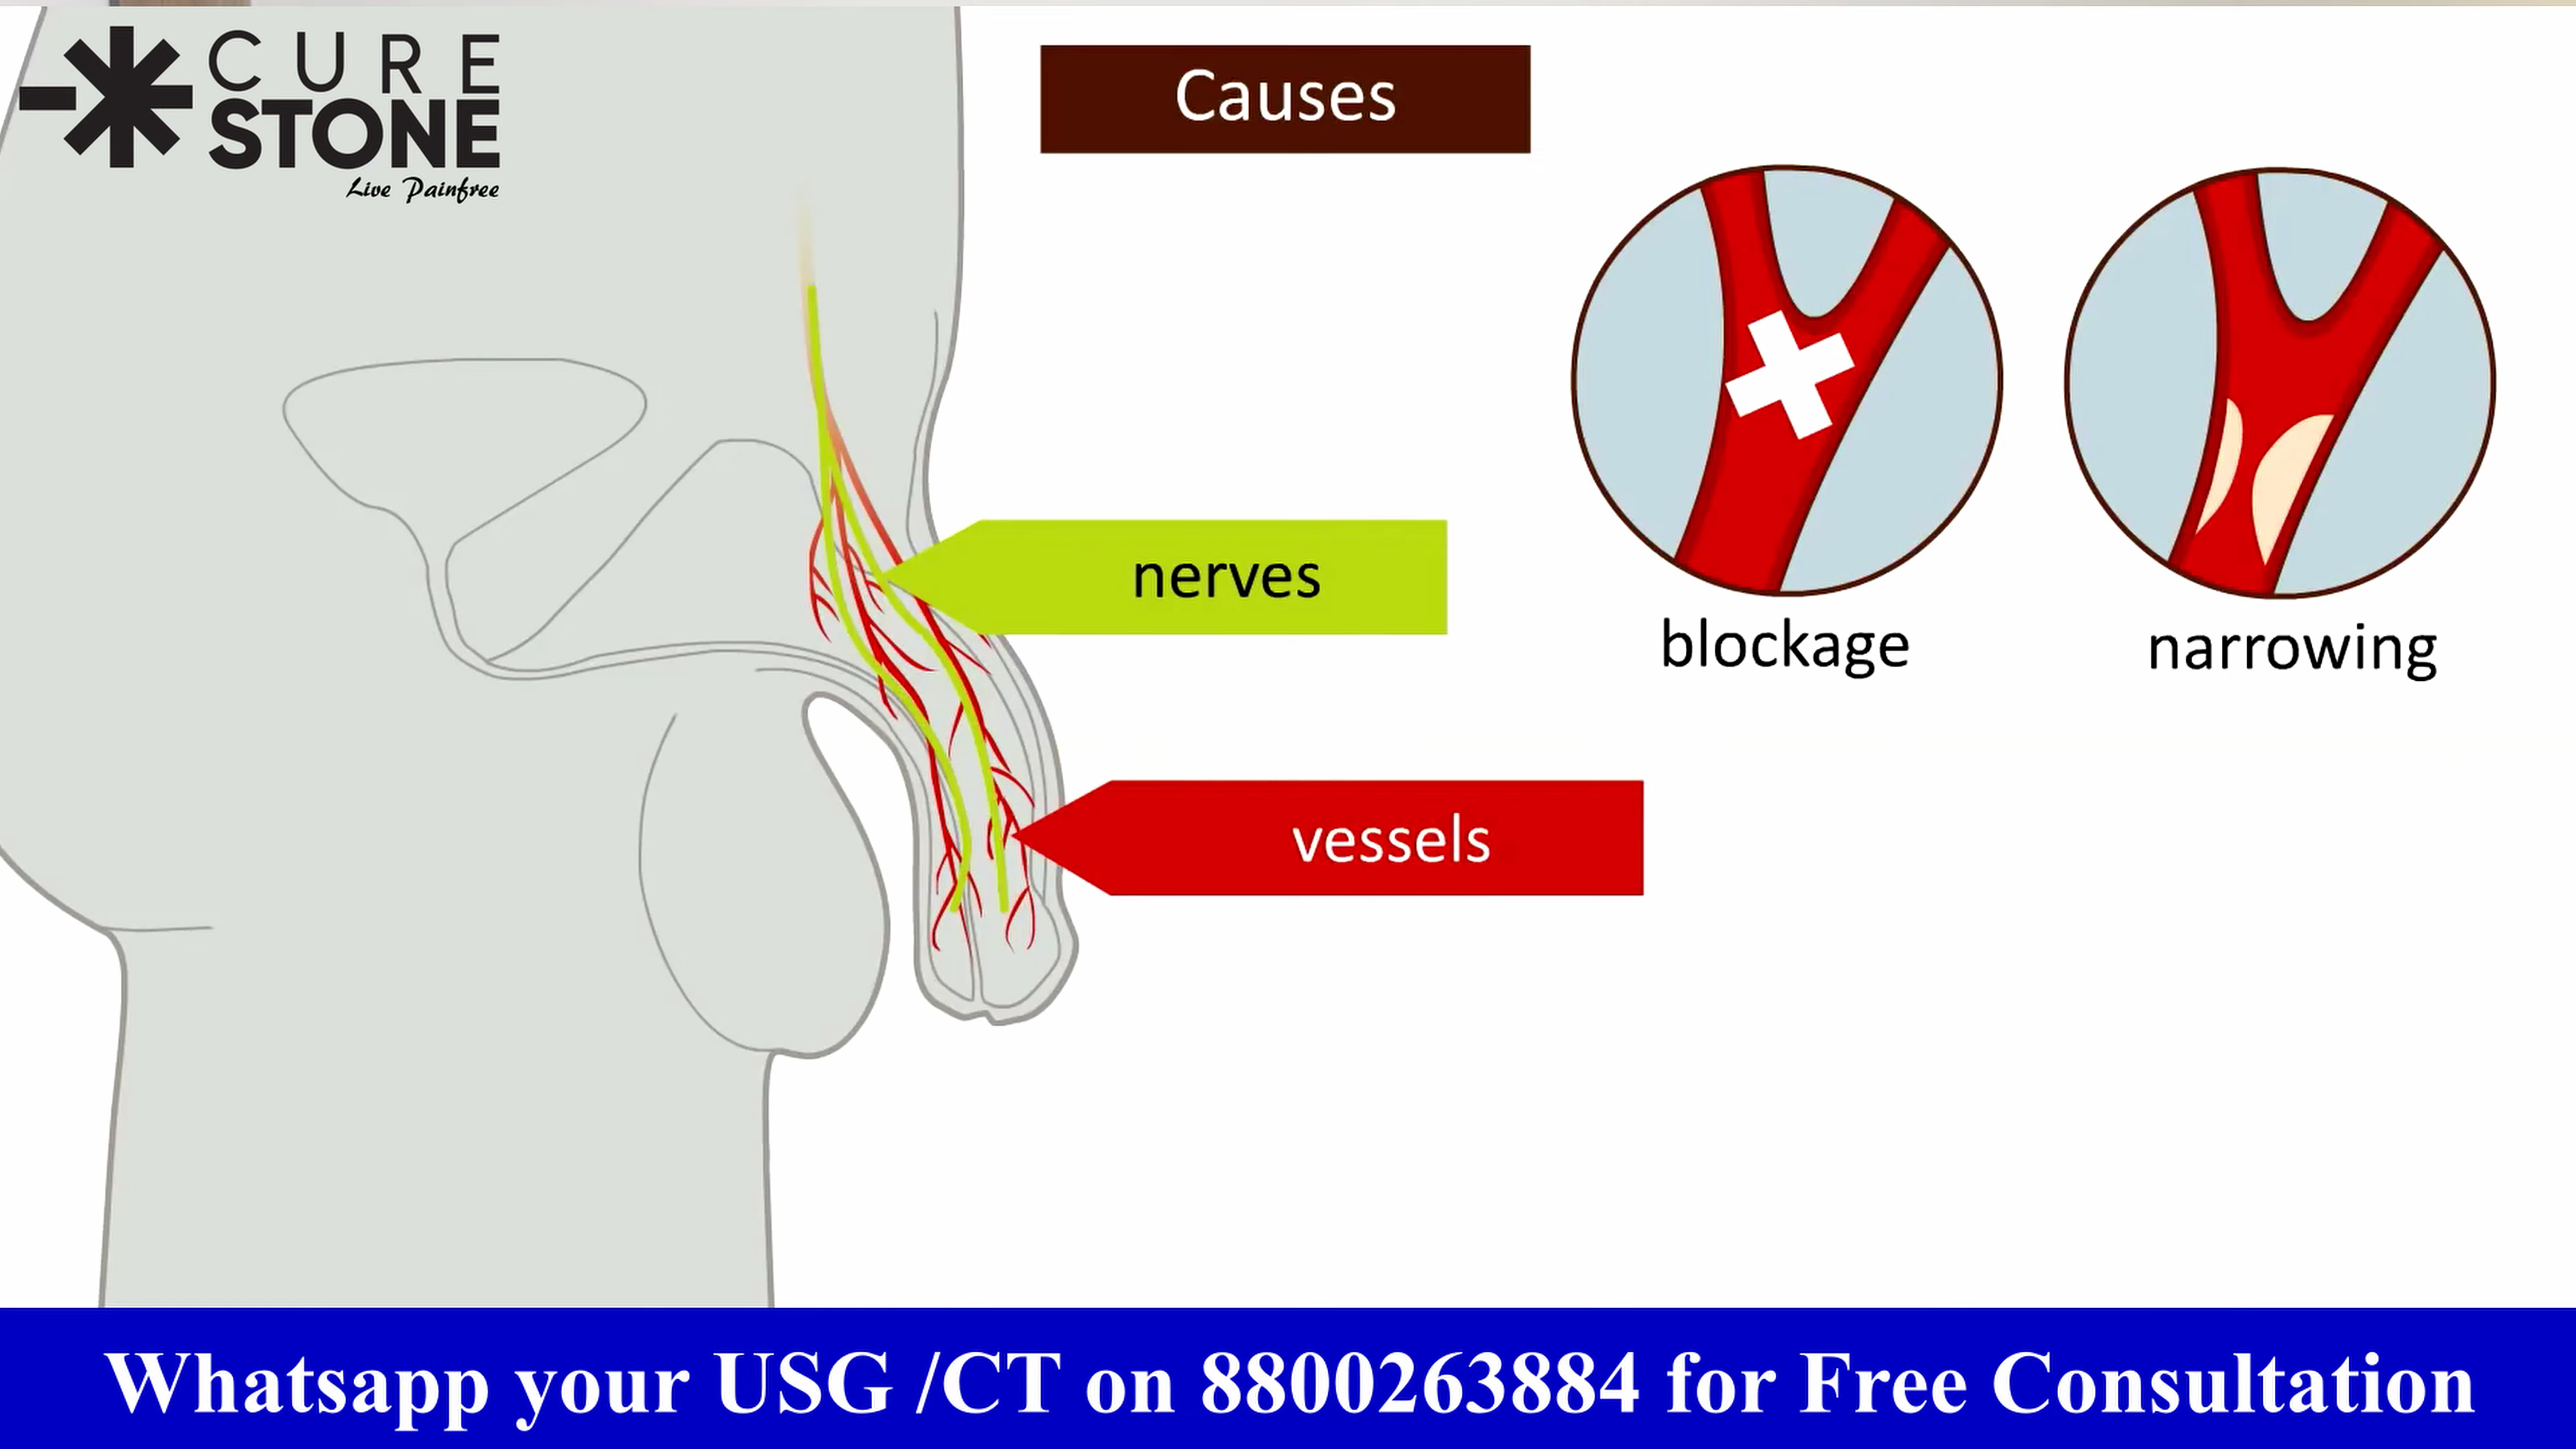 CURE
STONE
Live Painfree
Causes
nerves
blockage
narrowing
vessels
Whatsapp your USG /CT on 8800263884 for Free Consultation